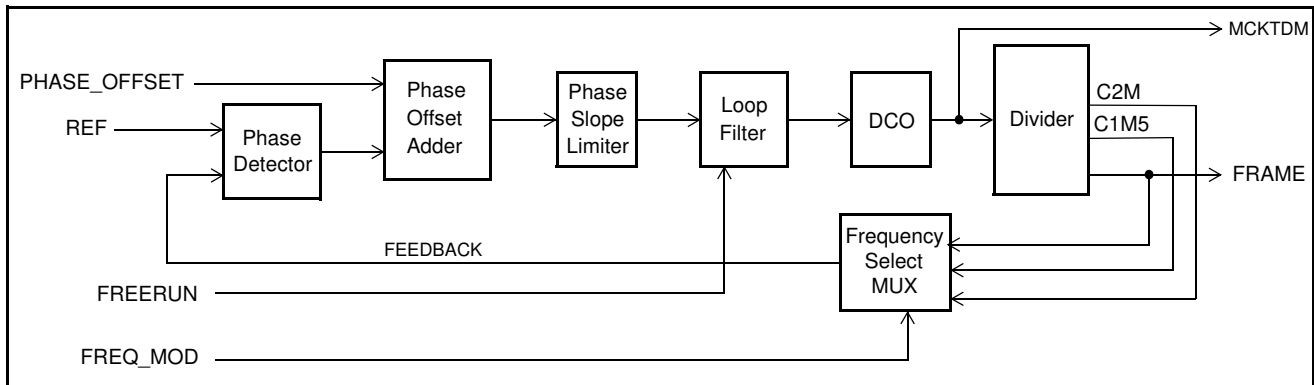 MCKTDM
PHASE_OFFSET
REF
Phase
Detector
Phase
Offset
Adder
Phase
Slope
Limiter
Loop
Filter
DCO
Divider
C2M
C1M5
FRAME
Frequency
Select
MUX
FEEDBACK
FREERUN
FREQ_MOD